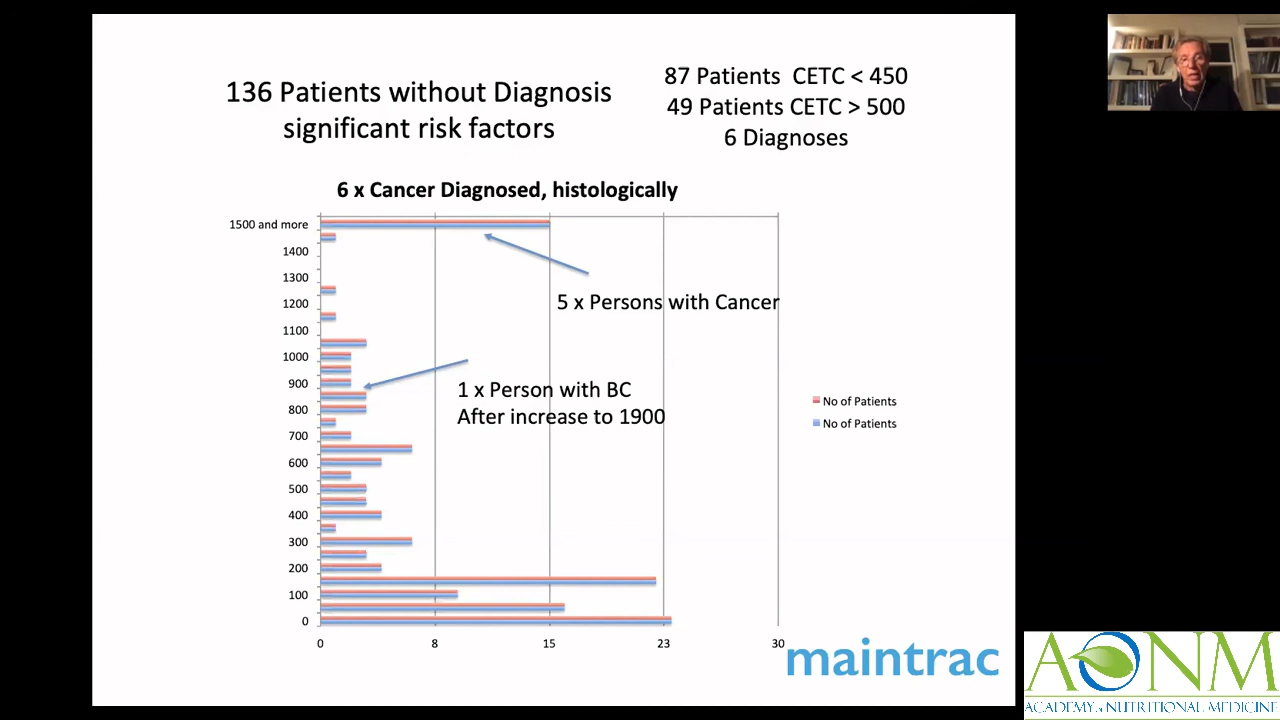 136 Patients without Diagnosis
significant risk factors
87 Patients CETC < 450
49 Patients CETC > 500
6 Diagnoses
6 x Cancer Diagnosed, histologically
1500 and more
1400
1300
1200
1100
1000
900
800
700
600
500
400
300
200
100
0
5 x Persons with Cancer
1 x Person with BC
After increase to 1900
No of Patients
No of Patients
0 8 15 23 30
maintrac
AONM
ACADEMY of NUTRITIONAL MEDICINE